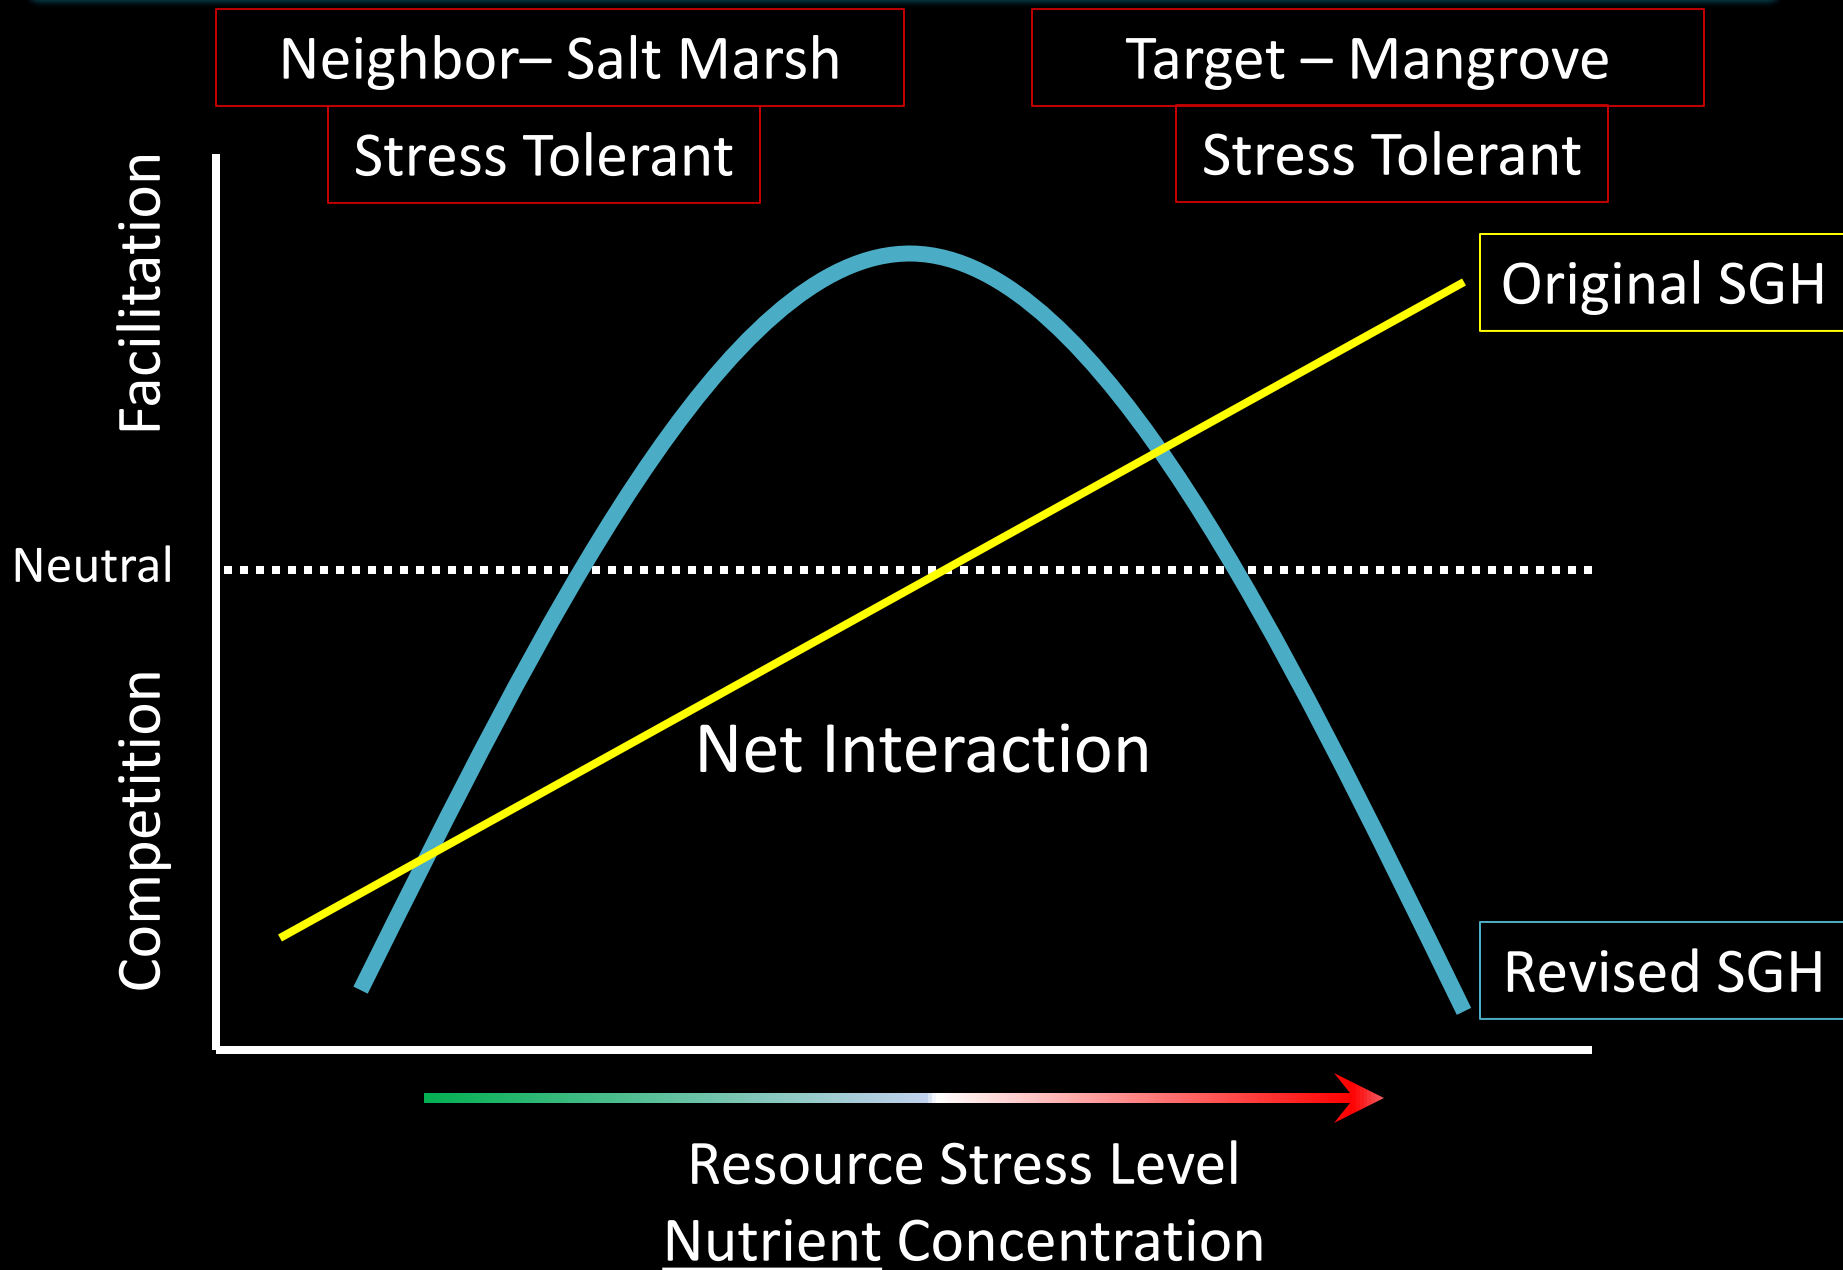 Neighbor– Salt Marsh
Target – Mangrove
Stress Tolerant
Stress Tolerant
Facilitation
Original SGH
Neutral
Net Interaction
Competition
Revised SGH
Resource Stress Level
Nutrient Concentration